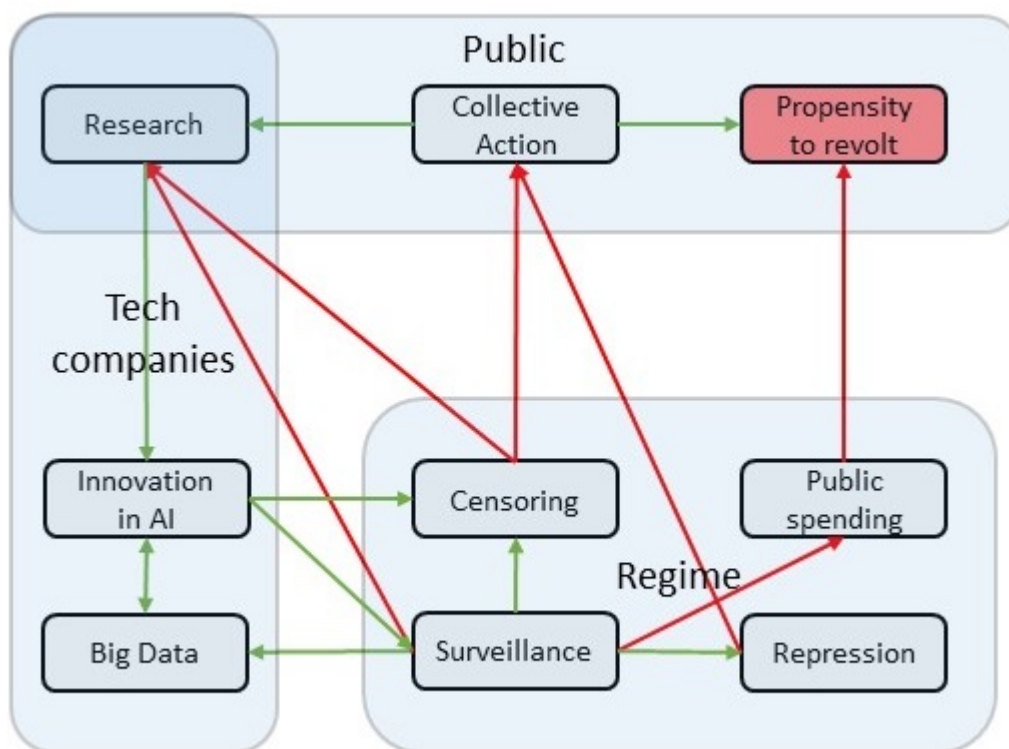 Public
Research
Collective
Action
Propensity
to revolt
Tech
companies
Innovation
in AI
Censoring
Public
spending
Regime
Big Data
Surveillance
Repression